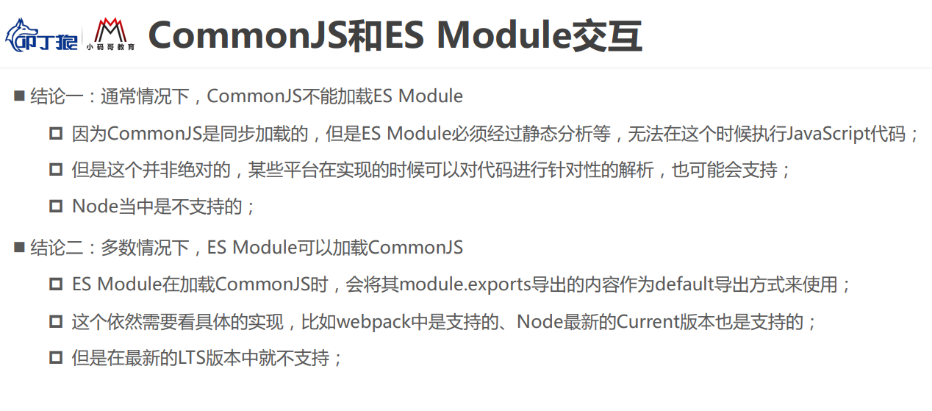 叩丁狼
小码哥教育
CommonJS和ES Module交互
■ 结论一：通常情况下，CommonJS不能加载ES Module
因为CommonJS是同步加载的，但是ES Module必须经过静态分析等，无法在这个时候执行JavaScript代码；
但是这个并非绝对的，某些平台在实现的时候可以对代码进行针对性的解析，也可能会支持；
Node当中是不支持的；
■ 结论二：多数情况下，ES Module可以加载CommonJS
ES Module在加载CommonJS时，会将其module.exports导出的内容作为default导出方式来使用；
这个依然需要看具体的实现，比如webpack中是支持的、Node最新的Current版本也是支持的；
但是在最新的LTS版本中就不支持；